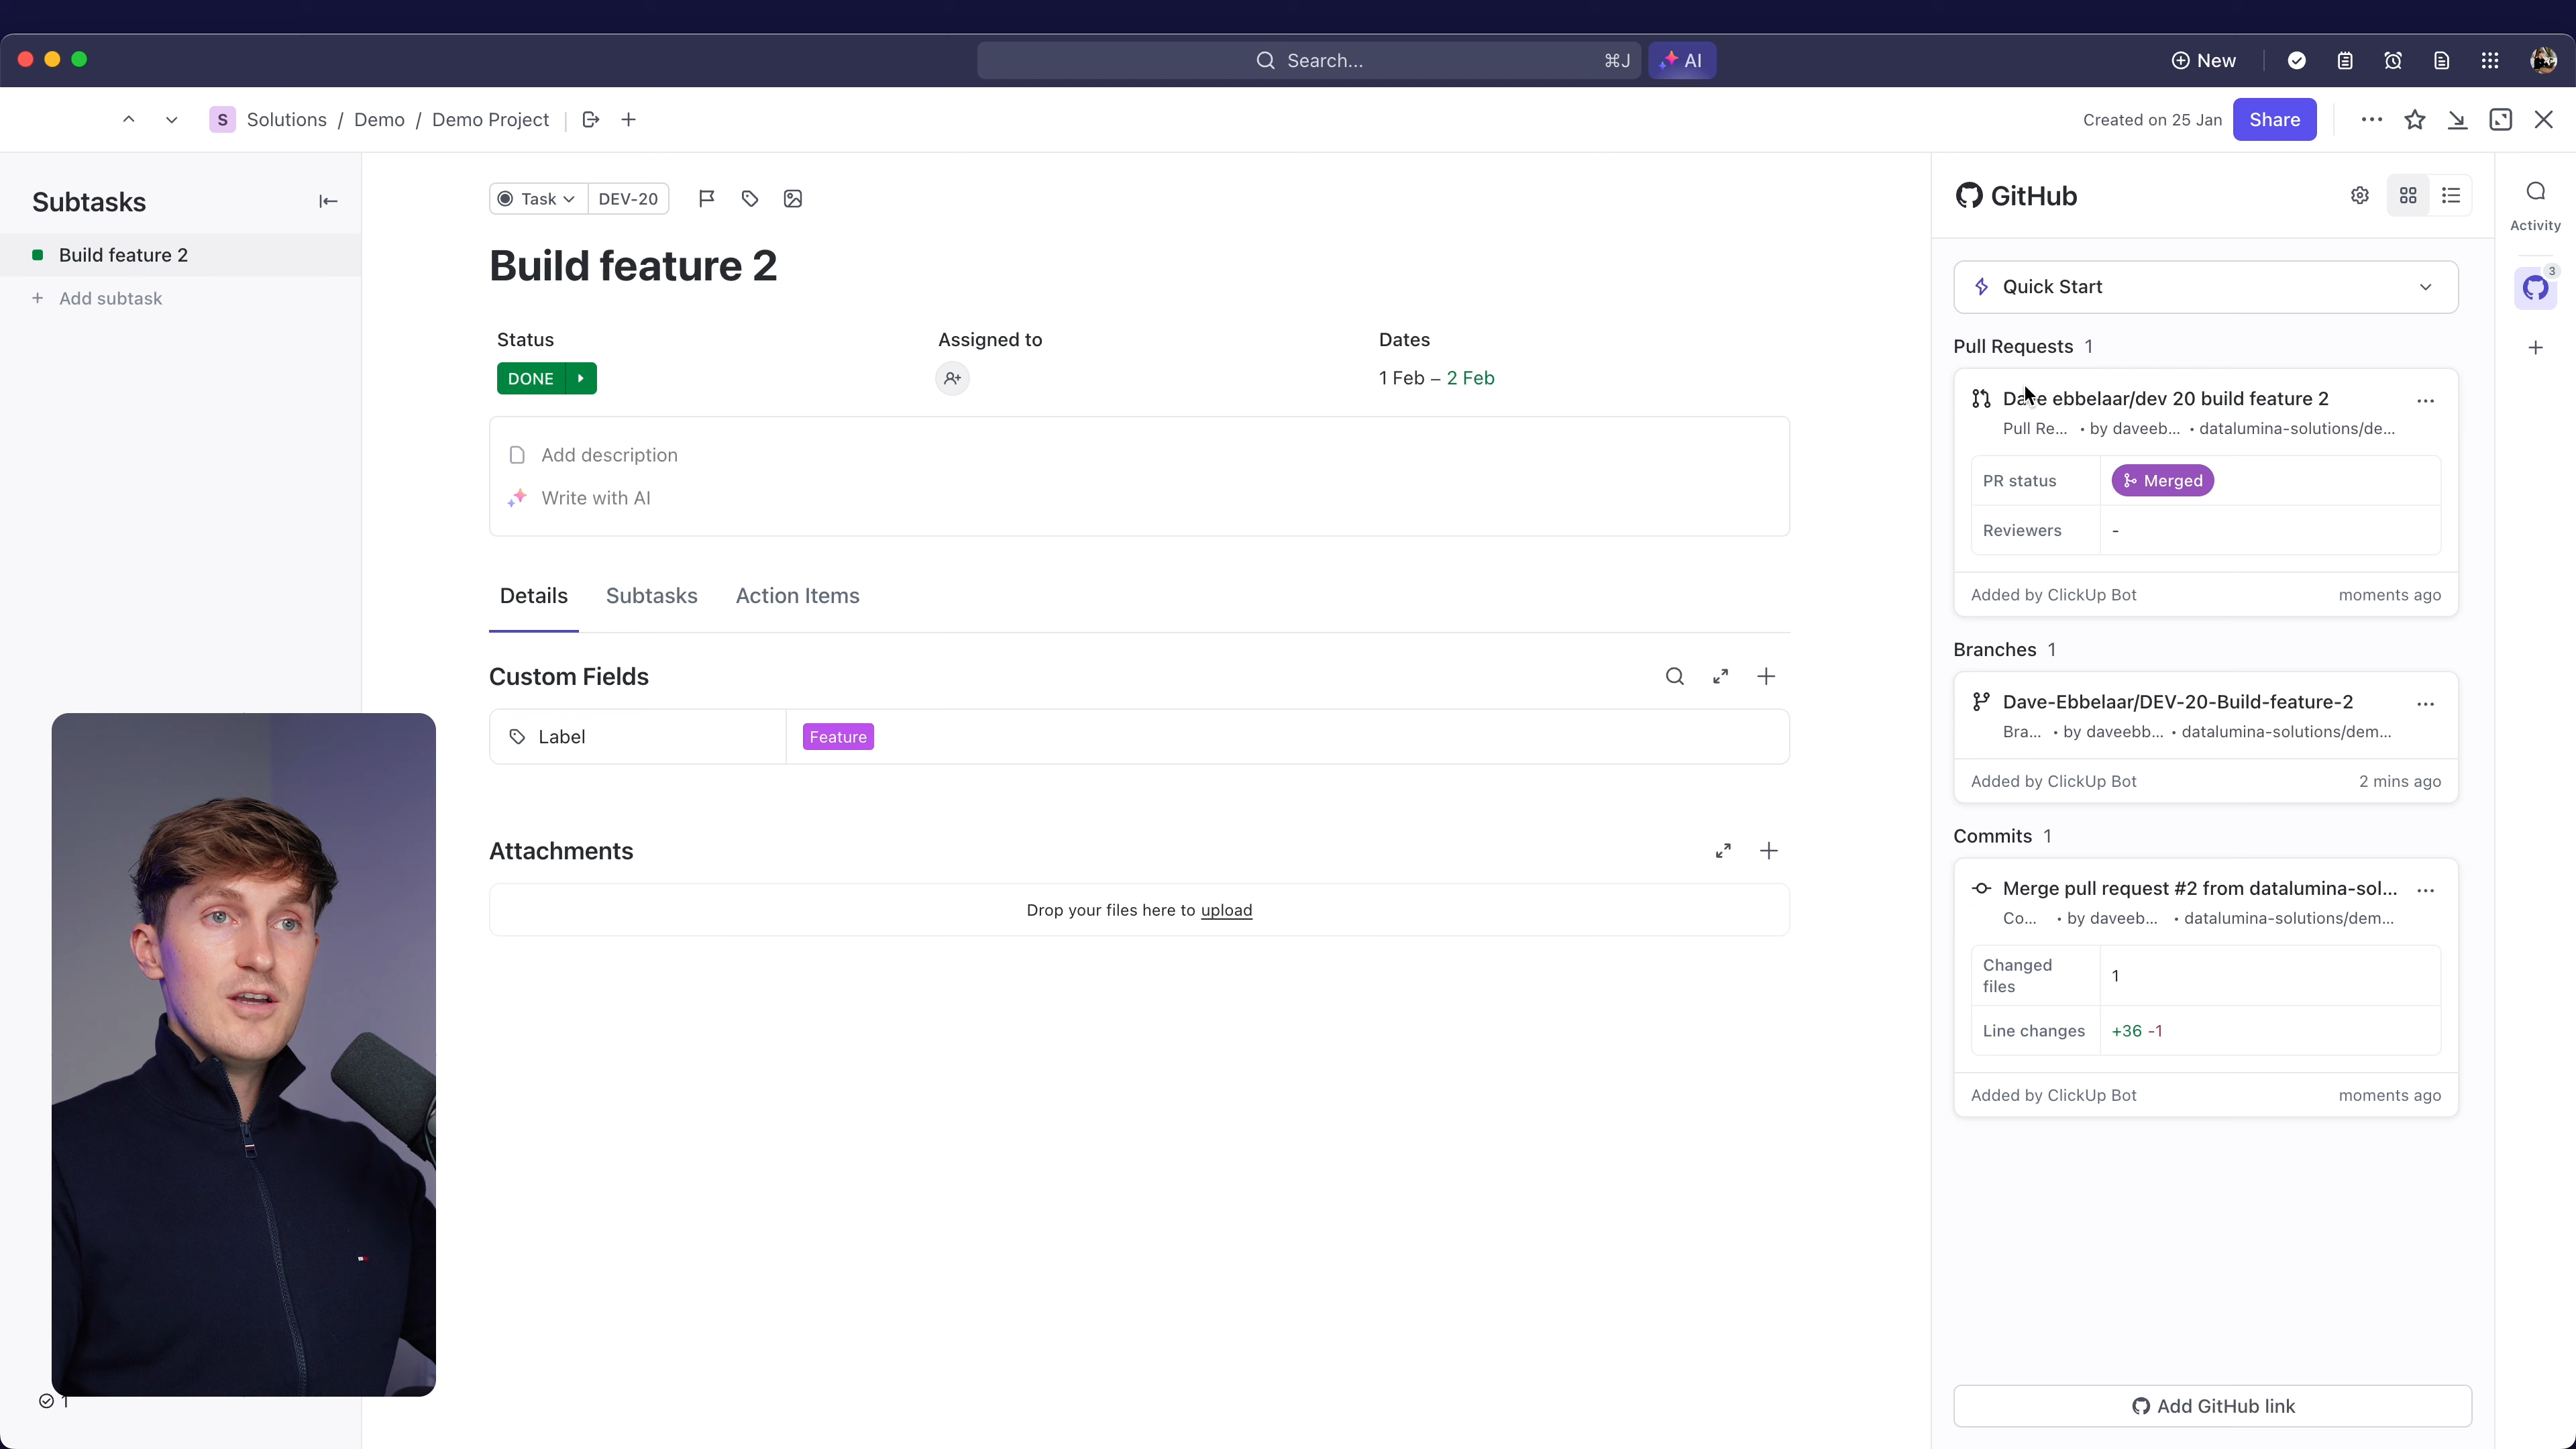 Search...
⌘J
AI
New
S
Solutions / Demo / Demo Project
Created on 25 Jan
Share
Subtasks
Build feature 2
Add subtask
1
Task
DEV-20
Build feature 2
Status
Assigned to
Dates
DONE
1 Feb – 2 Feb
Add description
Write with AI
Details
Subtasks
Action Items
Custom Fields
Label
Feature
Attachments
Drop your files here to upload
GitHub
Quick Start
Pull Requests 1
Dave ebbelaar/dev 20 build feature 2
Pull Re... • by daveeb... • datalumina-solutions/de...
PR status
Merged
Reviewers
-
Added by ClickUp Bot
moments ago
Branches 1
Dave-Ebbelaar/DEV-20-Build-feature-2
Bra... • by daveebb... • datalumina-solutions/dem...
Added by ClickUp Bot
2 mins ago
Commits 1
Merge pull request #2 from datalumina-sol...
Co... • by daveeb... • datalumina-solutions/dem...
Changed
files
1
Line changes
+36 -1
Added by ClickUp Bot
moments ago
Add GitHub link
Activity
3